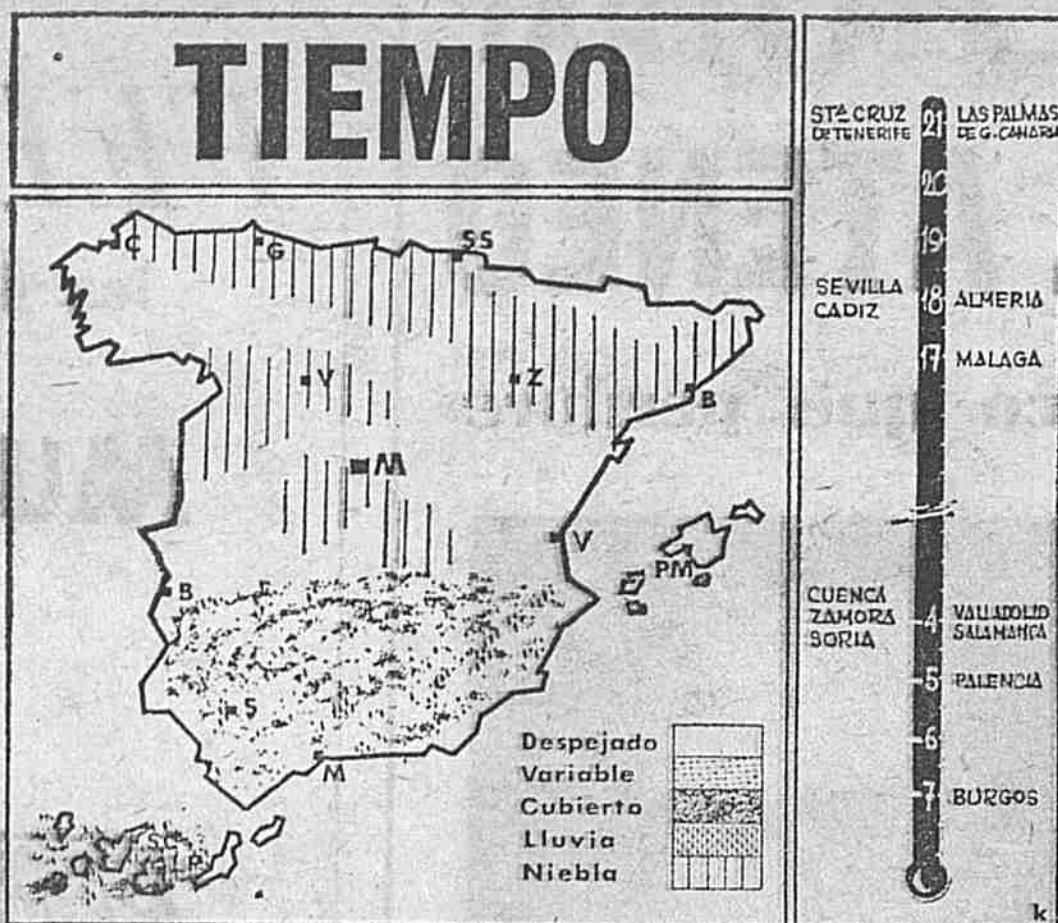 TIEMPO
C
G
SS
V
Z
B
M
V
PM
B
S
M
SC
L.P.
Despejado
Variable
Cubierto
Lluvia
Niebla
STA CRUZ
DE TENERIFE
21
LAS PALMAS
DE G. CANARIA
20
19
SEVILLA
CADIZ
18
ALMERIA
17
MALAGA
CUENCA
ZAMORA
SORIA
4
VALLADOLID
SALAMANCA
5
PALENCIA
6
7
BURGOS
k